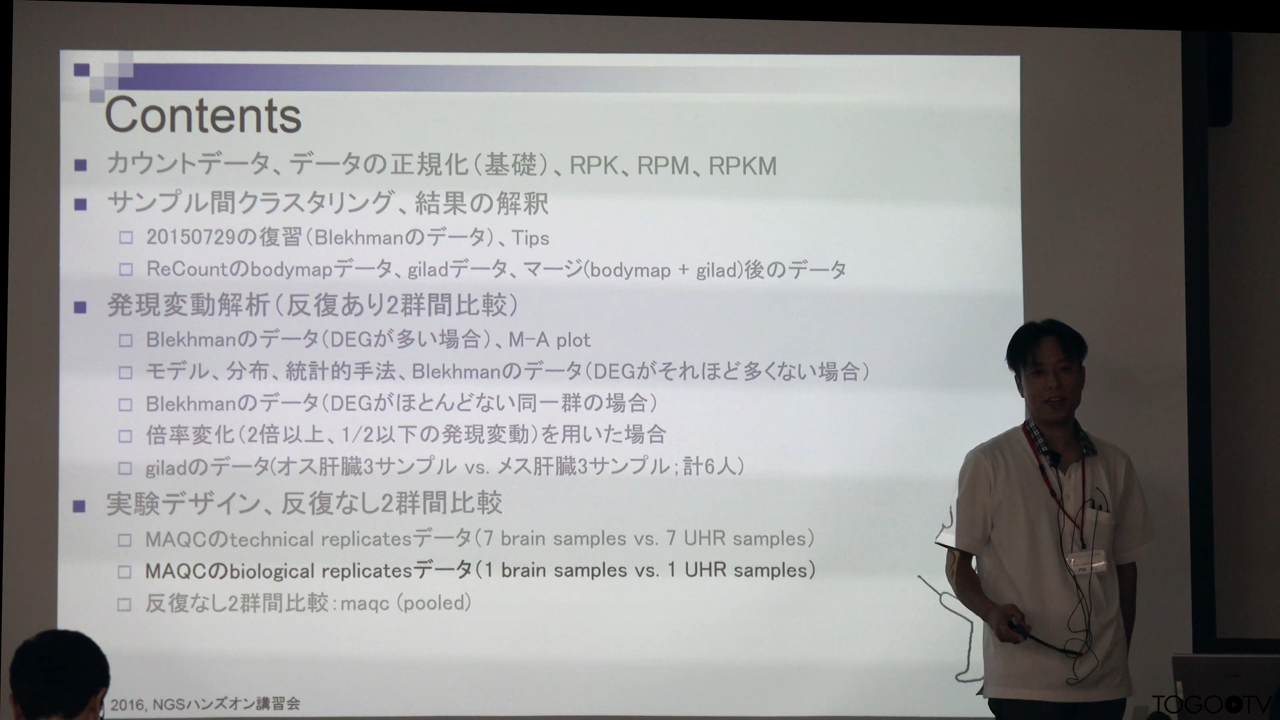 Contents
カウントデータ、データの正規化(基礎)、RPK、RPM、RPKM
サンプル間クラスタリング、結果の解釈
20150729の復習(Blekhmanのデータ)、Tips
ReCountのbodymapデータ、giladデータ、マージ(bodymap + gilad)後のデータ
発現変動解析(反復あり2群間比較)
Blekhmanのデータ(DEGが多い場合)、M-A plot
モデル、分布、統計的手法、Blekhmanのデータ(DEGがそれほど多くない場合)
Blekhmanのデータ(DEGがほとんどない同一群の場合)
倍率変化(2倍以上、1/2以下の発現変動)を用いた場合
giladのデータ(オス肝臓3サンプル vs. メス肝臓3サンプル;計6人)
実験デザイン、反復なし2群間比較
MAQCのtechnical replicatesデータ(7 brain samples vs. 7 UHR samples)
MAQCのbiological replicatesデータ(1 brain samples vs. 1 UHR samples)
反復なし2群間比較:maqc (pooled)
2016, NGSハンズオン講習会
TOGOTV